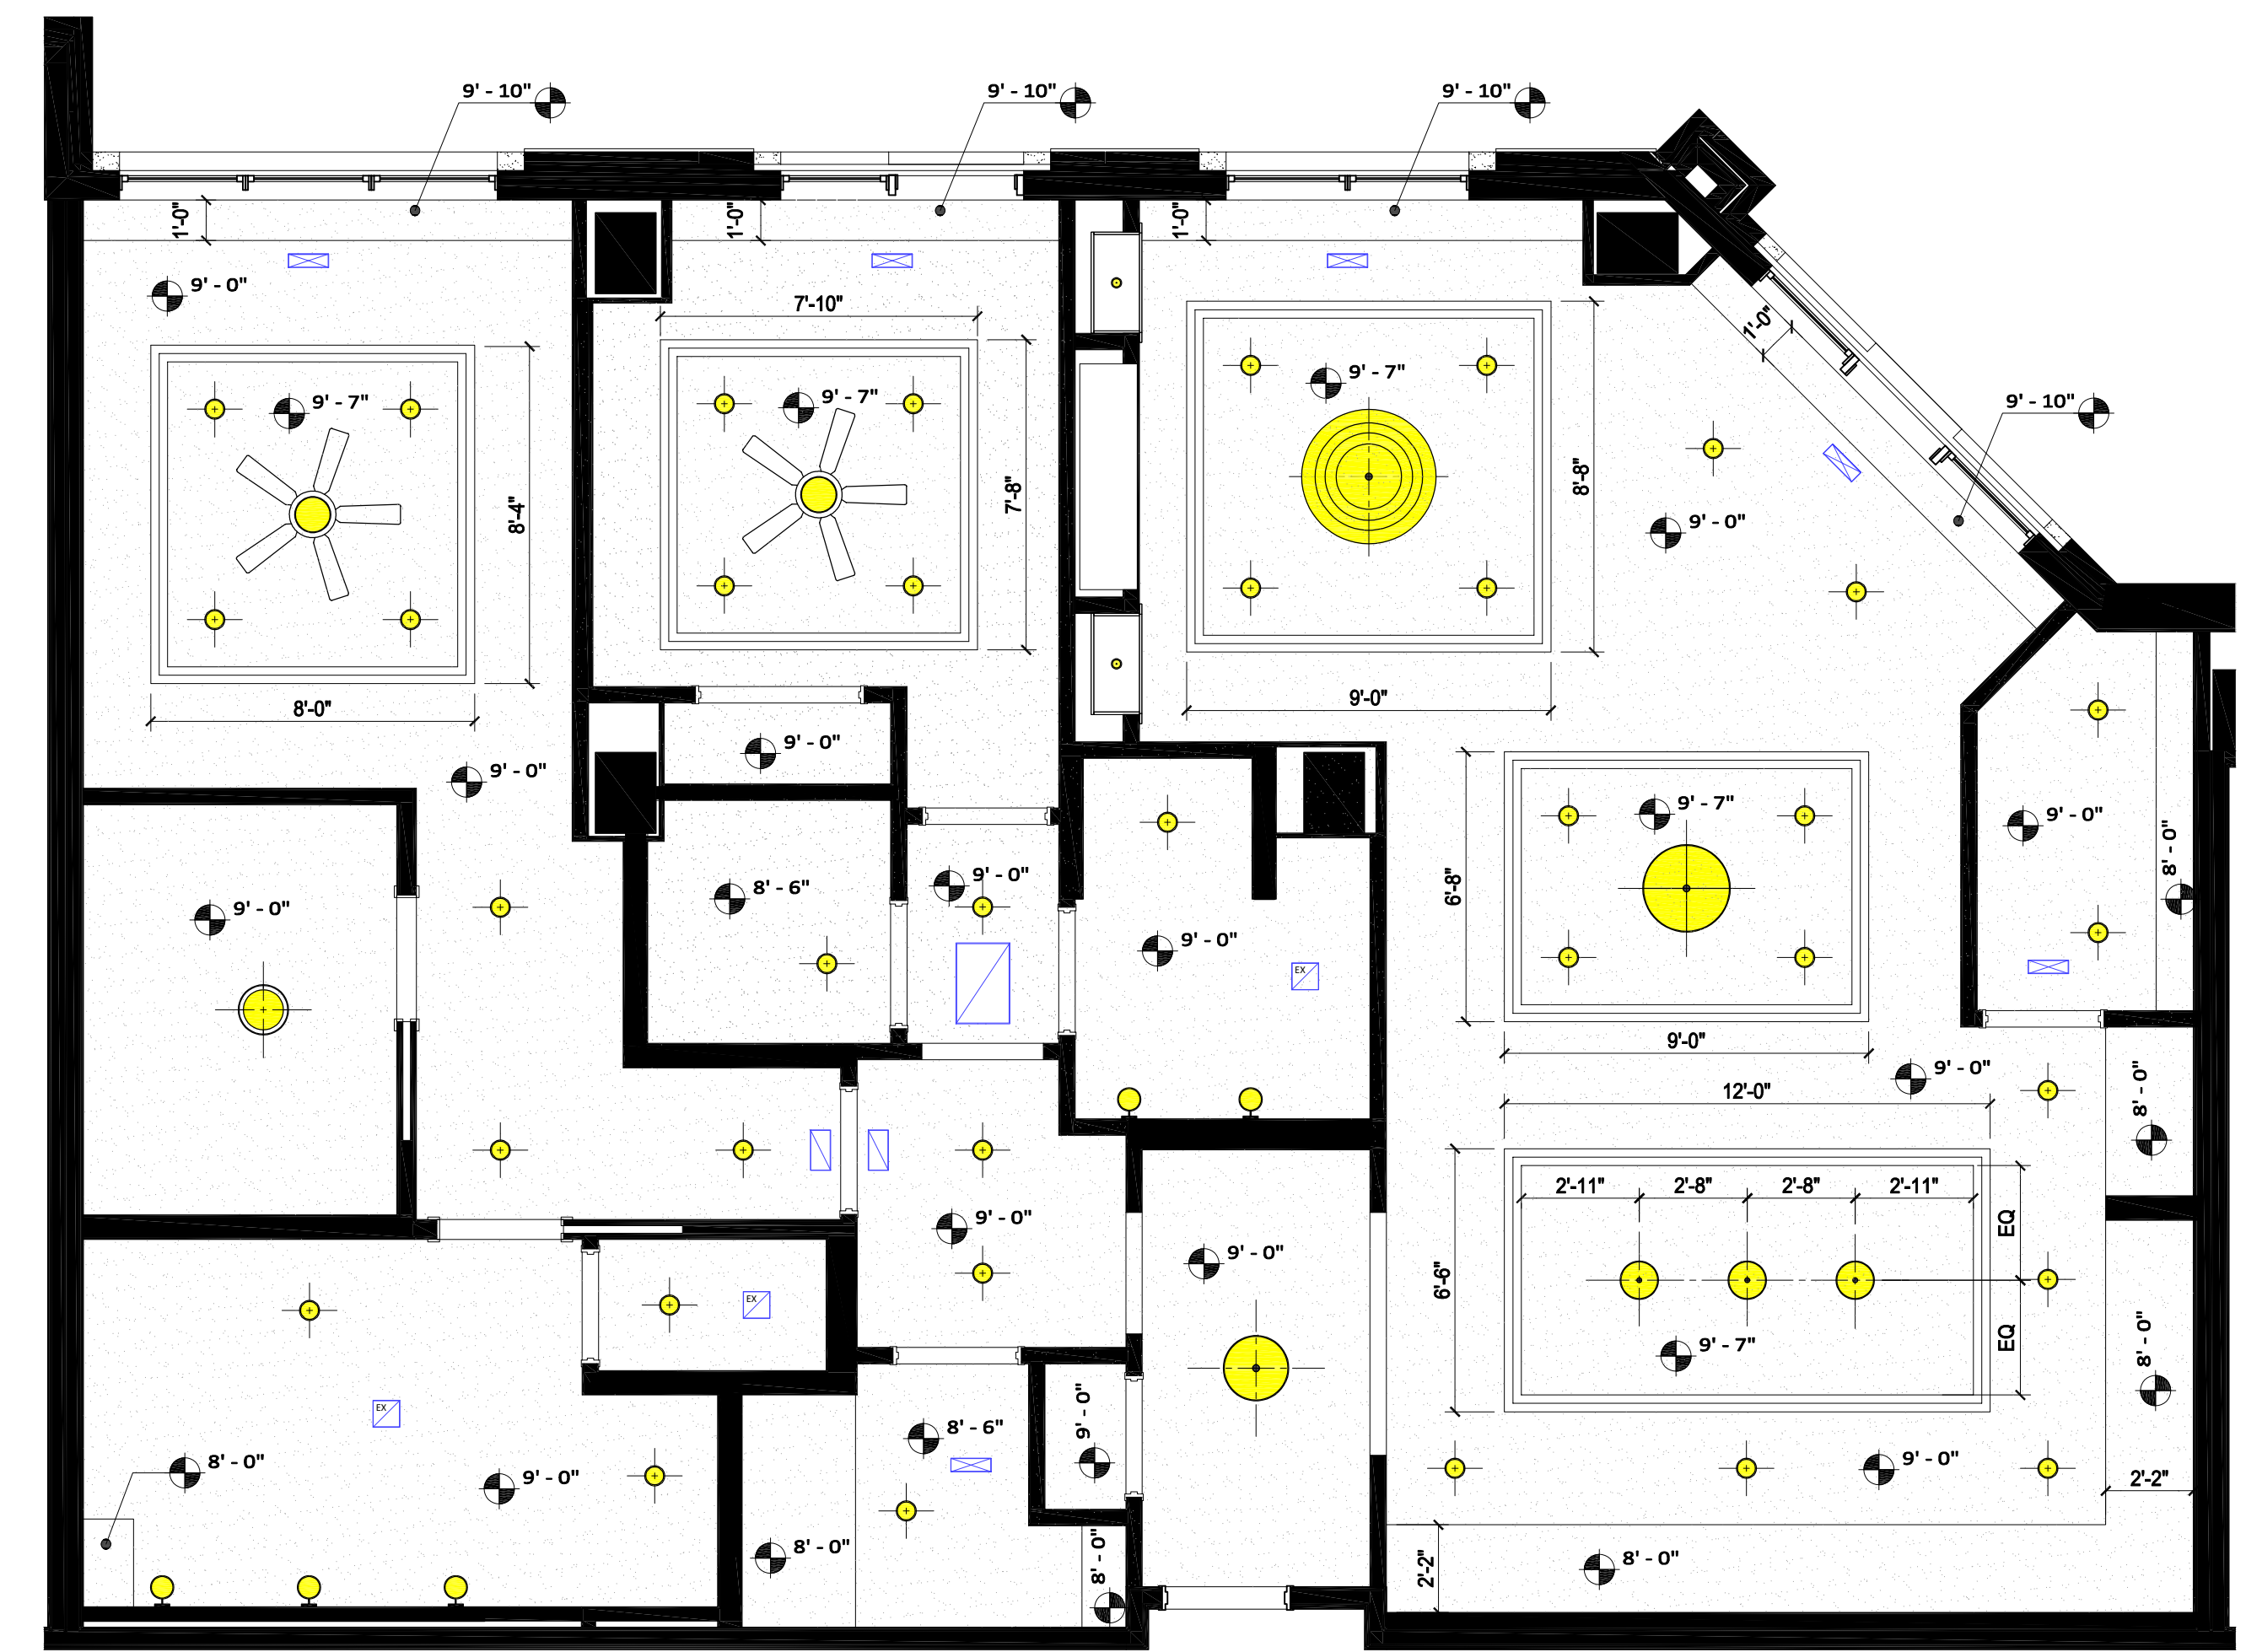 9' - 10"
9' - 10"
9' - 10"
1'-0"
1'-0"
1'-0"
9' - 0"
7'-10"
1'-0"
9' - 7"
9' - 7"
9' - 7"
9' - 10"
8'-4"
7'-8"
8'-8"
9' - 0"
8'-0"
9'-0"
9' - 0"
9' - 0"
9' - 7"
9' - 0"
8' - 0"
9' - 0"
8' - 6"
9' - 0"
9' - 0"
6'-8"
EX
9'-0"
9' - 0"
12'-0"
8' - 0"
2'-11"
2'-8"
2'-8"
2'-11"
9' - 0"
9' - 0"
6'-6"
EQ
EX
EQ
9' - 7"
8' - 0"
EX
9' - 0"
8' - 6"
8' - 0"
9' - 0"
9' - 0"
2'-2"
8' - 0"
8' - 0"
2'-2"
8' - 0"